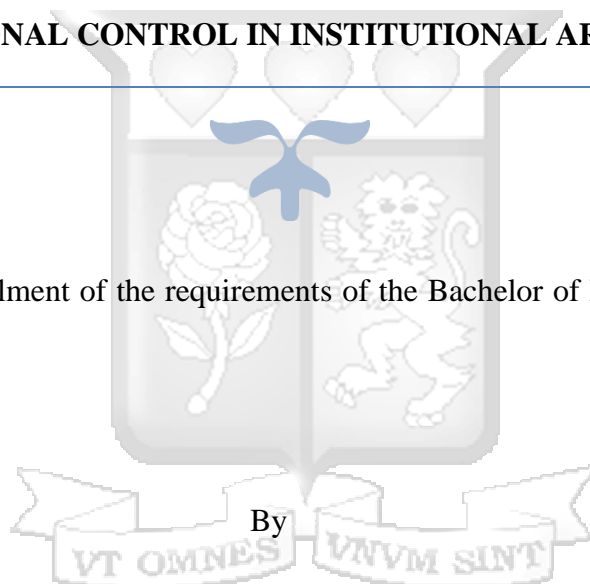 NAL CONTROL IN INSTITUTIONAL
lment of the requirements of the Bachelor of
By
VT OMNES VNVM SINT